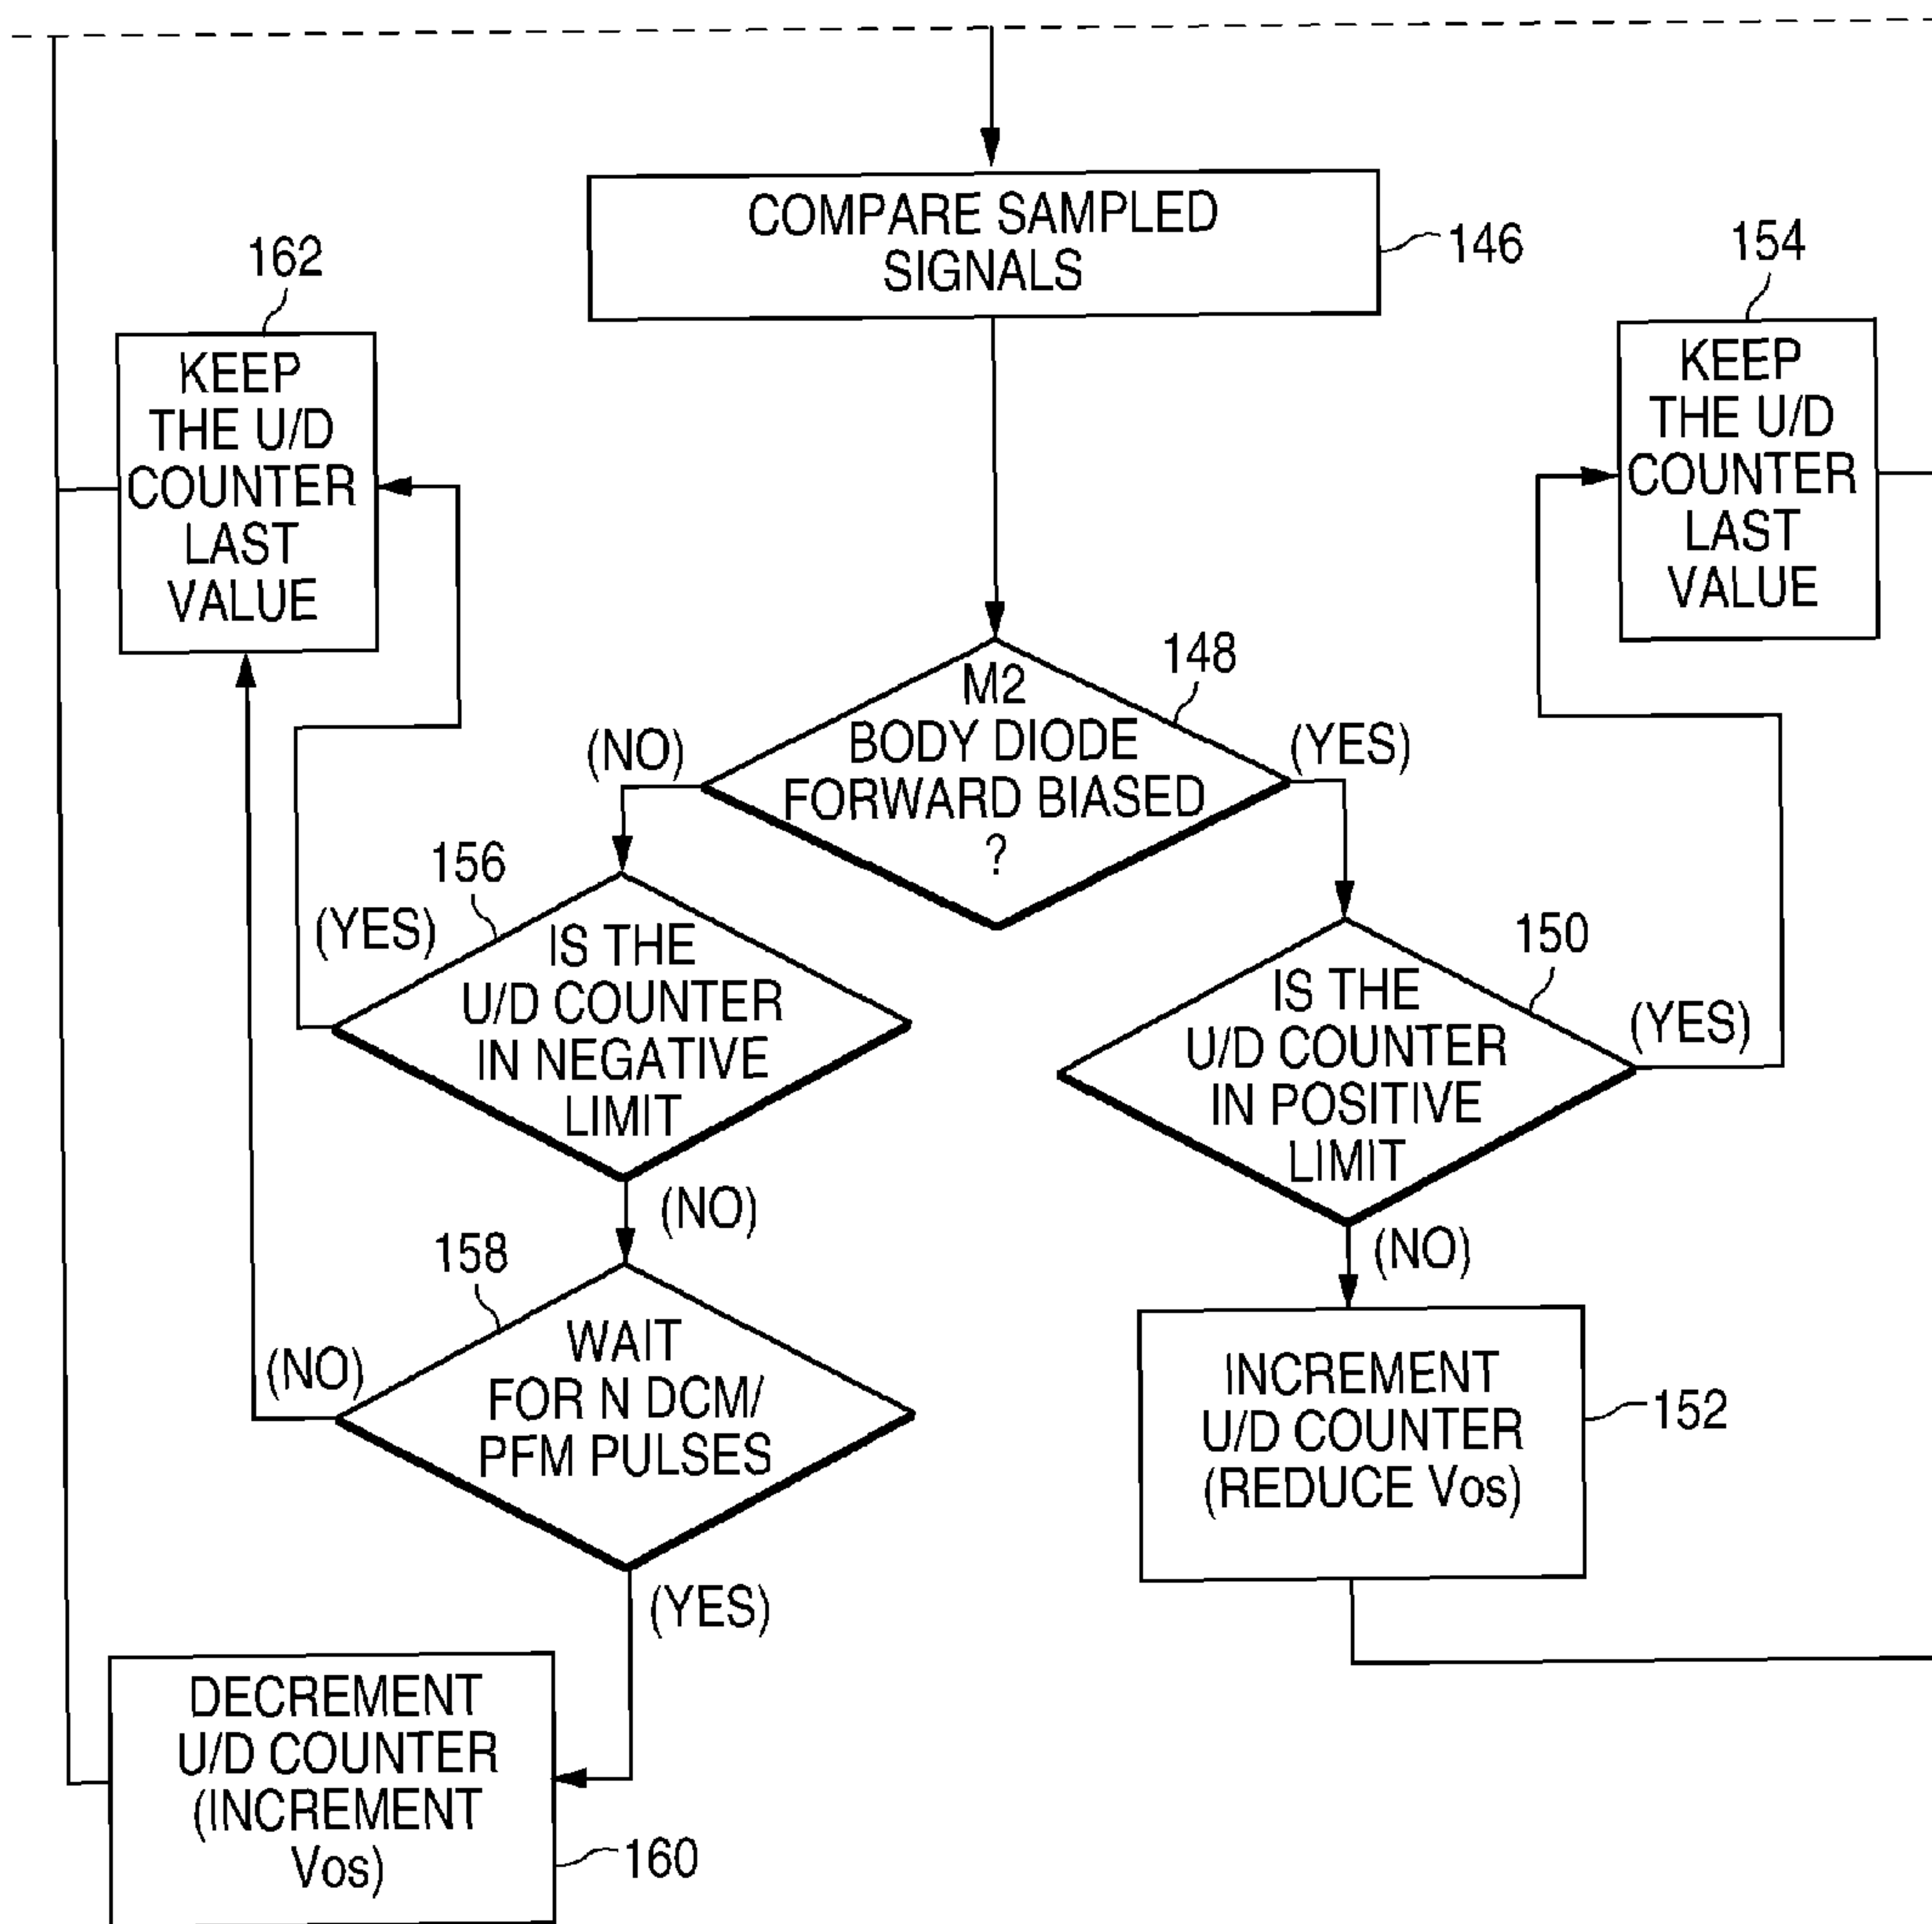 COMPARE SAMPLED
SIGNALS
146
162
KEEP
THE U/D
COUNTER
LAST
VALUE
154
KEEP
THE U/D
COUNTER
LAST
VALUE
148
M2
BODY DIODE
FORWARD BIASED
?
(NO)
(YES)
156
(YES)
IS THE
U/D COUNTER
IN NEGATIVE
LIMIT
(NO)
150
IS THE
U/D COUNTER
IN POSITIVE
LIMIT
(YES)
(NO)
158
(NO)
WAIT
FOR N DCM/
PFM PULSES
(YES)
INCREMENT
U/D COUNTER
(REDUCE Vos)
152
DECREMENT
U/D COUNTER
(INCREMENT
Vos)
160